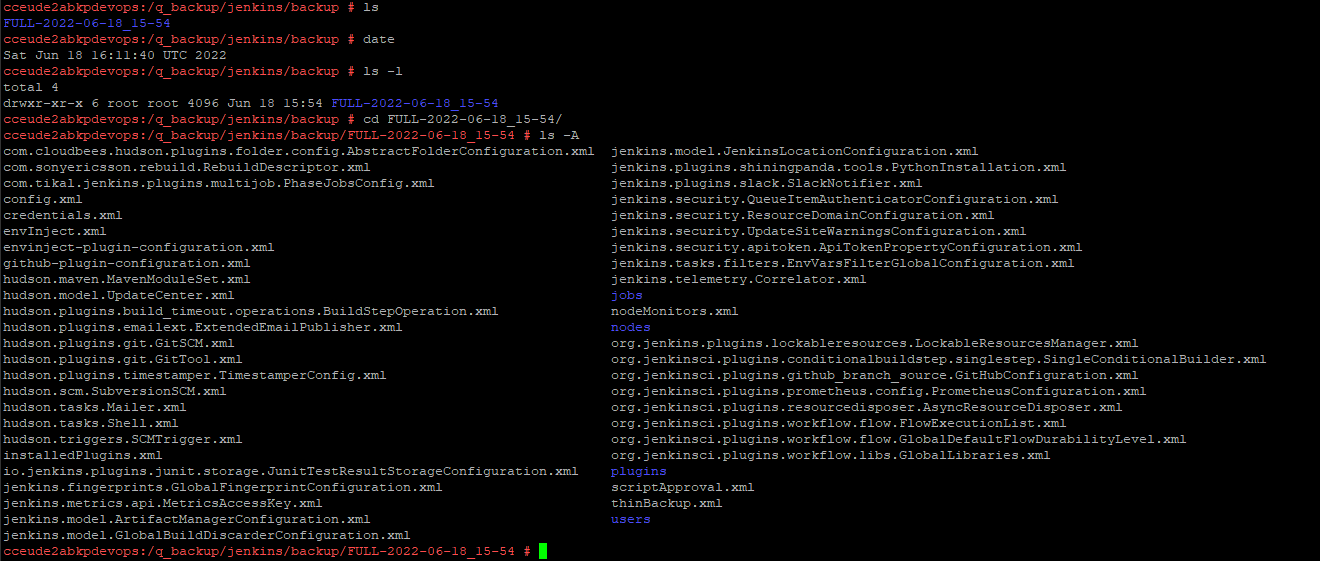 cceude2abkpdevops:/q_backup/jenkins/backup # ls
FULL-2022-06-18_15-54
cceude2abkpdevops:/q_backup/jenkins/backup # date
Sat Jun 18 16:11:40 UTC 2022
cceude2abkpdevops:/q_backup/jenkins/backup # ls -l
total 4
drwxr-xr-x 6 root root 4096 Jun 18 15:54 FULL-2022-06-18_15-54
cceude2abkpdevops:/q_backup/jenkins/backup # cd FULL-2022-06-18_15-54/
cceude2abkpdevops:/q_backup/jenkins/backup/FULL-2022-06-18_15-54 # ls -A
com.cloudbees.hudson.plugins.folder.config.AbstractFolderConfiguration.xml jenkins.model.JenkinsLocationConfiguration.xml
com.sonyericsson.rebuild.RebuildDescriptor.xml jenkins.plugins.shiningpanda.tools.PythonInstallation.xml
com.tikal.jenkins.plugins.multijob.PhaseJobsConfig.xml jenkins.plugins.slack.SlackNotifier.xml
config.xml jenkins.security.QueueItemAuthenticatorConfiguration.xml
credentials.xml jenkins.security.ResourceDomainConfiguration.xml
envInject.xml jenkins.security.UpdateSiteWarningsConfiguration.xml
envinject-plugin-configuration.xml jenkins.security.apitoken.ApiTokenPropertyConfiguration.xml
github-plugin-configuration.xml jenkins.tasks.filters.EnvVarsFilterGlobalConfiguration.xml
hudson.maven.MavenModuleSet.xml jenkins.telemetry.Correlator.xml
hudson.model.UpdateCenter.xml jobs
hudson.plugins.build_timeout.operations.BuildStepOperation.xml nodeMonitors.xml
hudson.plugins.emailext.ExtendedEmailPublisher.xml nodes
hudson.plugins.git.GitSCM.xml org.jenkins.plugins.lockableresources.LockableResourcesManager.xml
hudson.plugins.git.GitTool.xml org.jenkinsci.plugins.conditionalbuildstep.singlestep.SingleConditionalBuilder.xml
hudson.plugins.timestamper.TimestamperConfig.xml org.jenkinsci.plugins.github_branch_source.GitHubConfiguration.xml
hudson.scm.SubversionSCM.xml org.jenkinsci.plugins.prometheus.config.PrometheusConfiguration.xml
hudson.tasks.Mailer.xml org.jenkinsci.plugins.resourcedisposer.AsyncResourceDisposer.xml
hudson.tasks.Shell.xml org.jenkinsci.plugins.workflow.flow.FlowExecutionList.xml
hudson.triggers.SCMTrigger.xml org.jenkinsci.plugins.workflow.flow.GlobalDefaultFlowDurabilityLevel.xml
installedPlugins.xml org.jenkinsci.plugins.workflow.libs.GlobalLibraries.xml
io.jenkins.plugins.junit.storage.JunitTestResultStorageConfiguration.xml plugins
jenkins.fingerprints.GlobalFingerprintConfiguration.xml scriptApproval.xml
jenkins.metrics.api.MetricsAccessKey.xml thinBackup.xml
jenkins.model.ArtifactManagerConfiguration.xml users
jenkins.model.GlobalBuildDiscarderConfiguration.xml
cceude2abkpdevops:/q_backup/jenkins/backup/FULL-2022-06-18_15-54 #